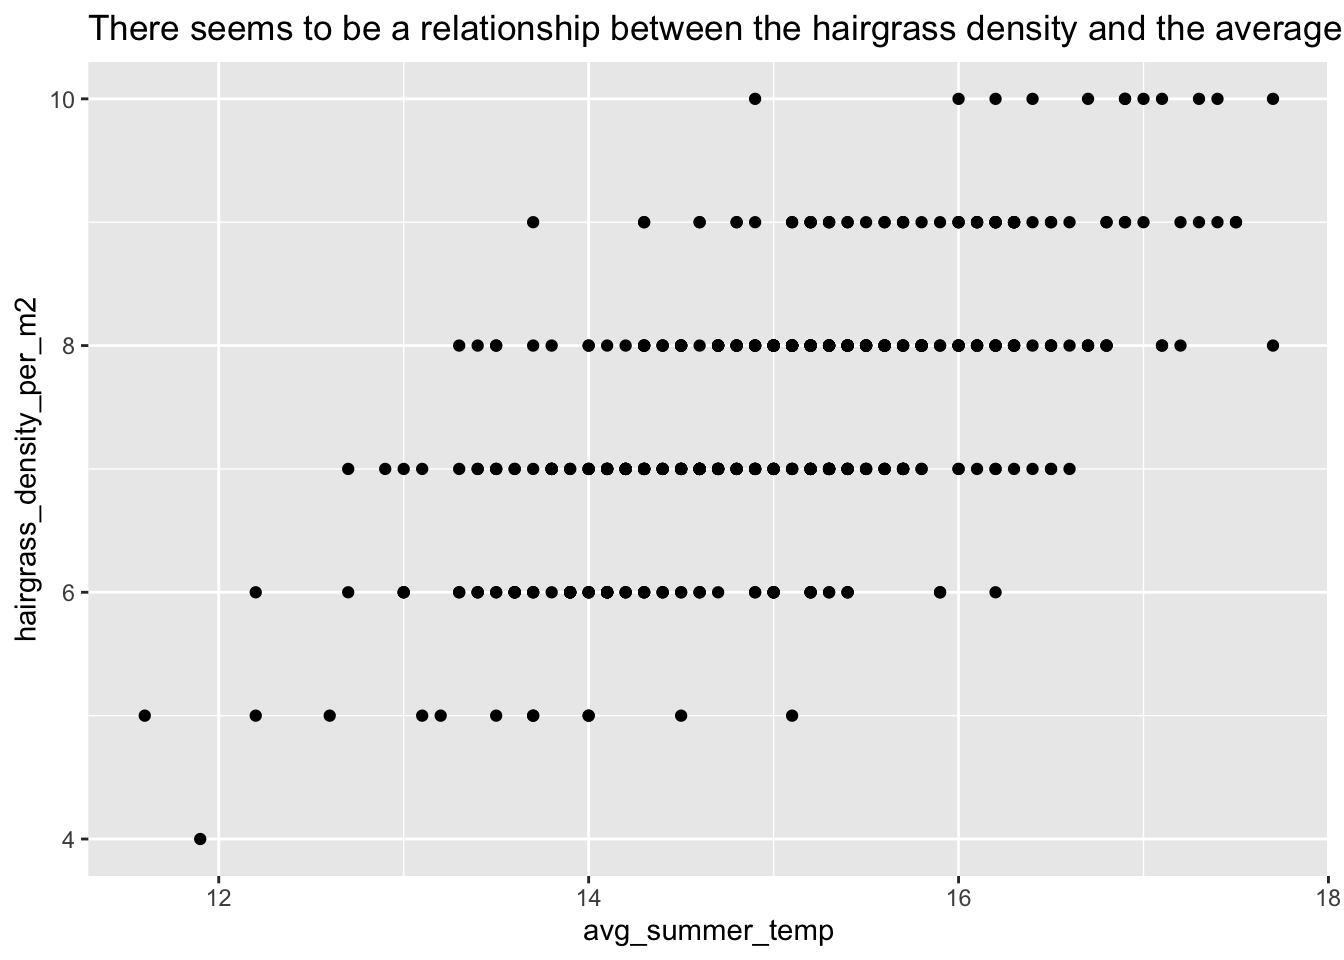 There seems to be a relationship between the hairgrass density and the average
10
8
6
4
hairgrass_density_per_m2
12 14 16 18
avg_summer_temp